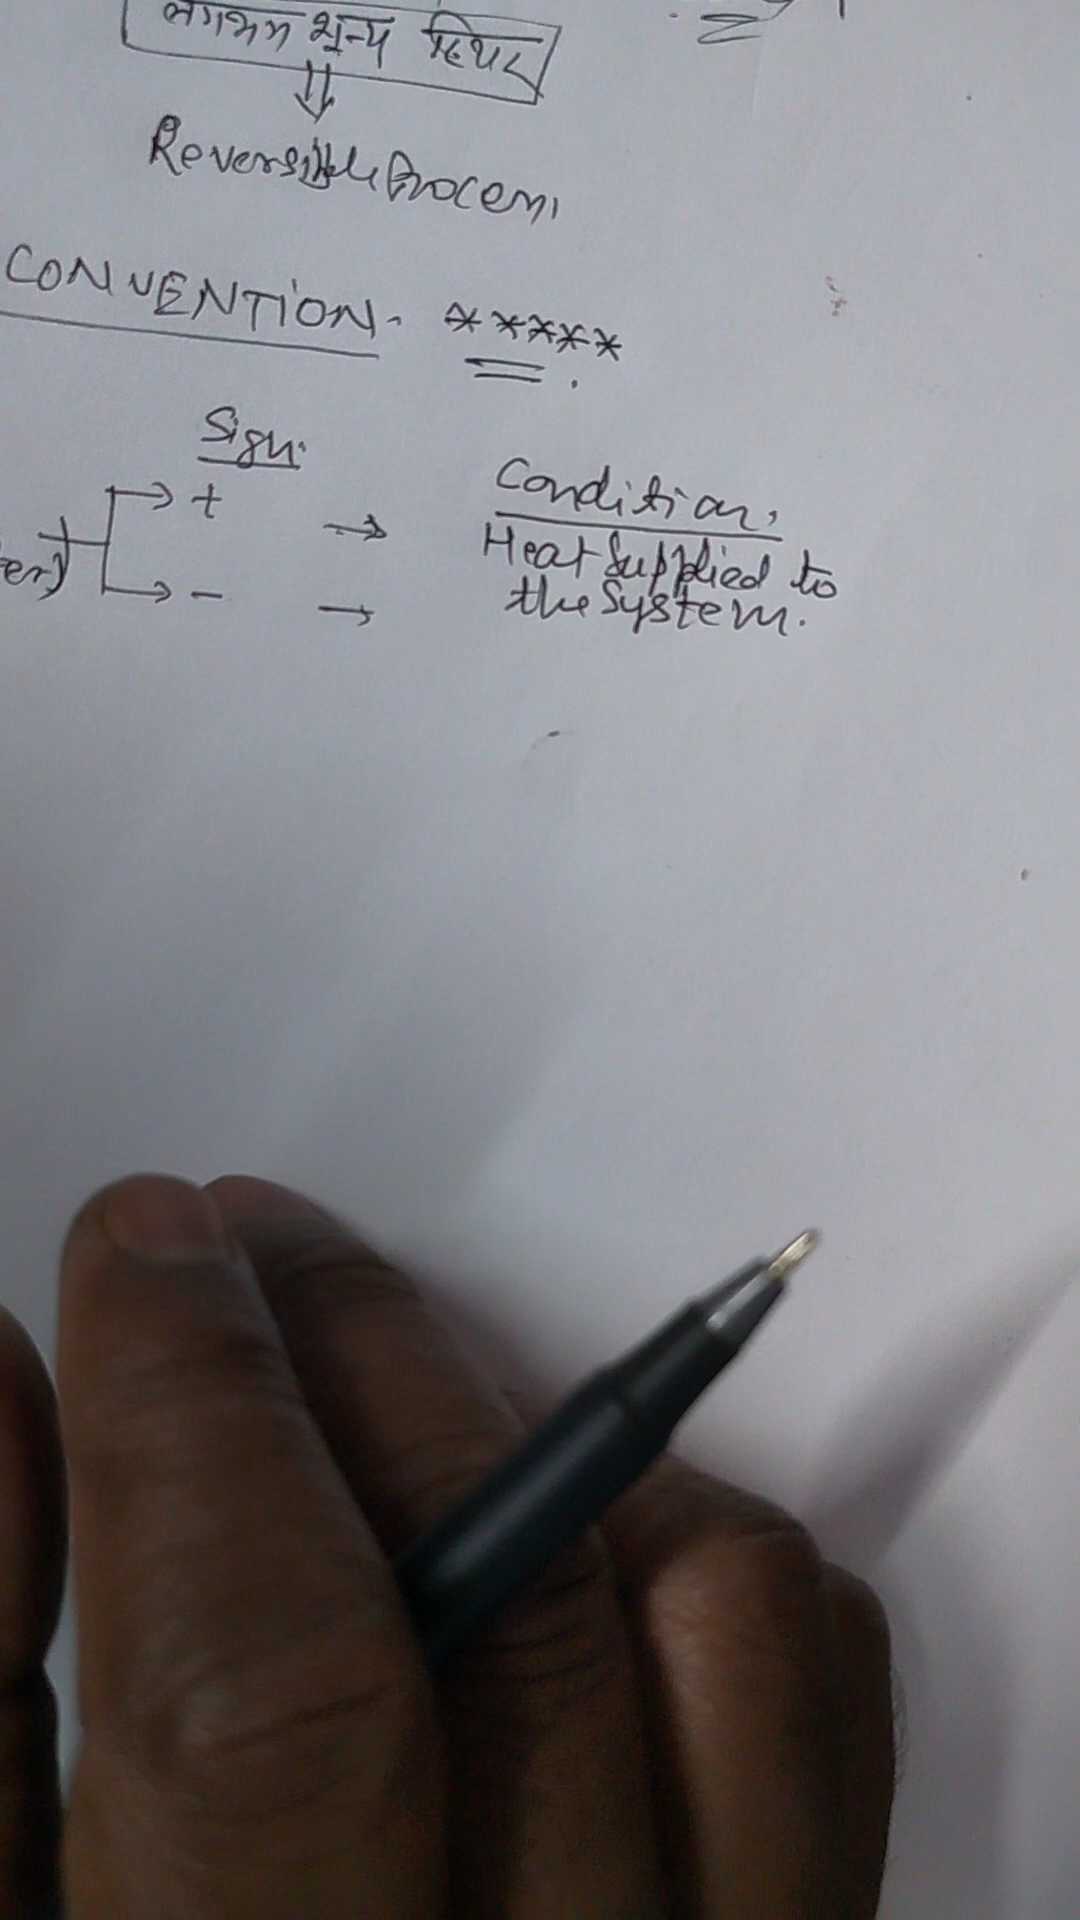 लगभग शून्य स्थिर
Reversible Process,
CONVENTION- *****
Sign.
Condition,
+ → Heat Supplied to
the System.
- →